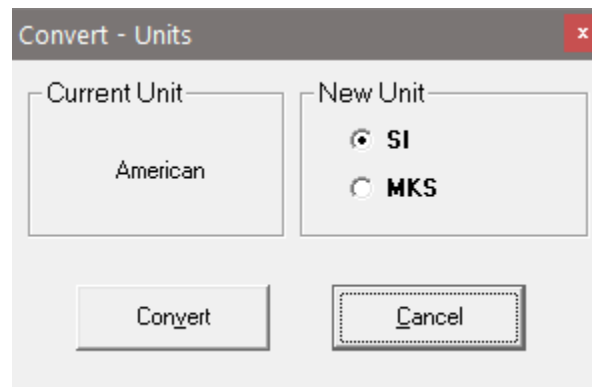 Convert - Units
x
Current Unit
American
New Unit
SI
MKS
Convert
Cancel